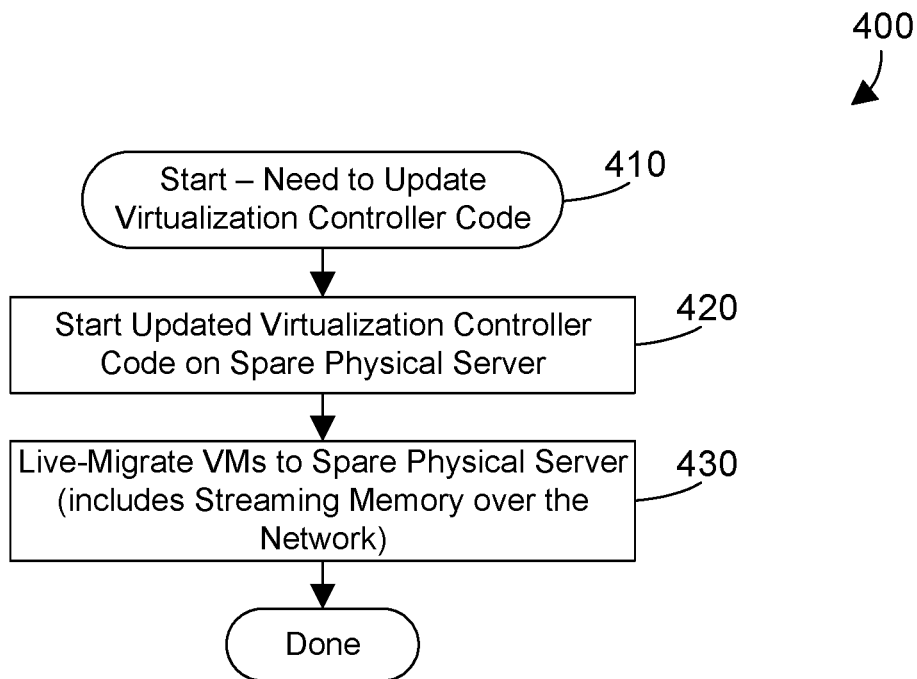 400
Start – Need to Update
Virtualization Controller Code
410
Start Updated Virtualization Controller
Code on Spare Physical Server
420
Live-Migrate VMs to Spare Physical Server
(includes Streaming Memory over the
Network)
430
Done